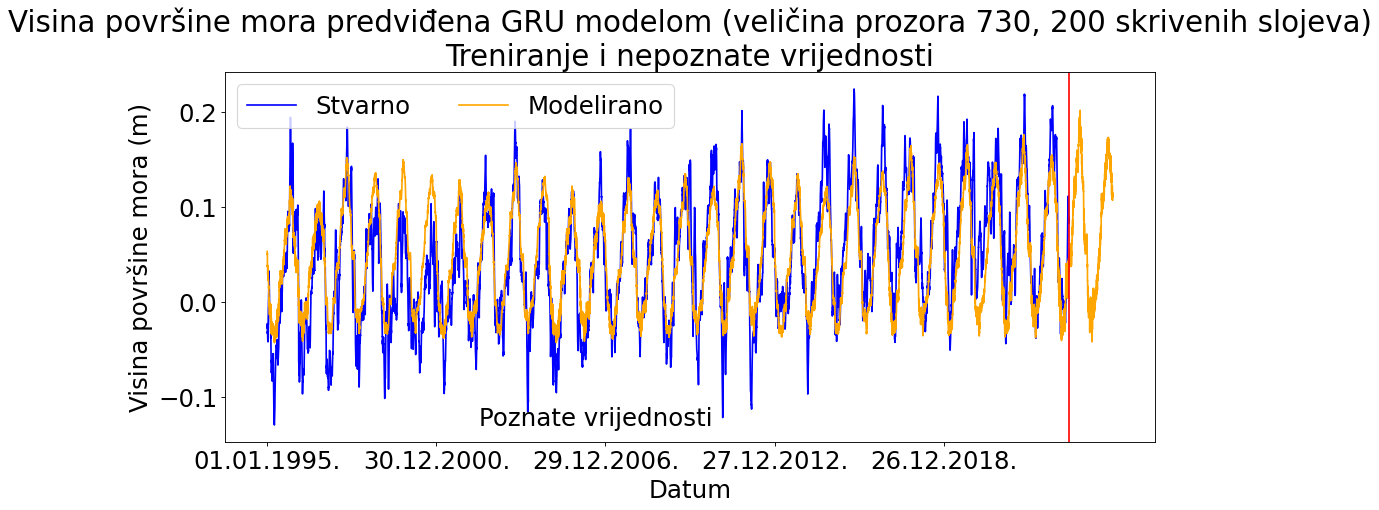 Visina površine mora predviđena GRU modelom (veličina prozora 730, 200 skrivenih slojeva)
Treniranje i nepoznate vrijednosti
Stvarno Modelirano
Visina površine mora (m)
0.2
0.1
0.0
−0.1
Poznate vrijednosti
01.01.1995. 30.12.2000. 29.12.2006. 27.12.2012. 26.12.2018.
Datum